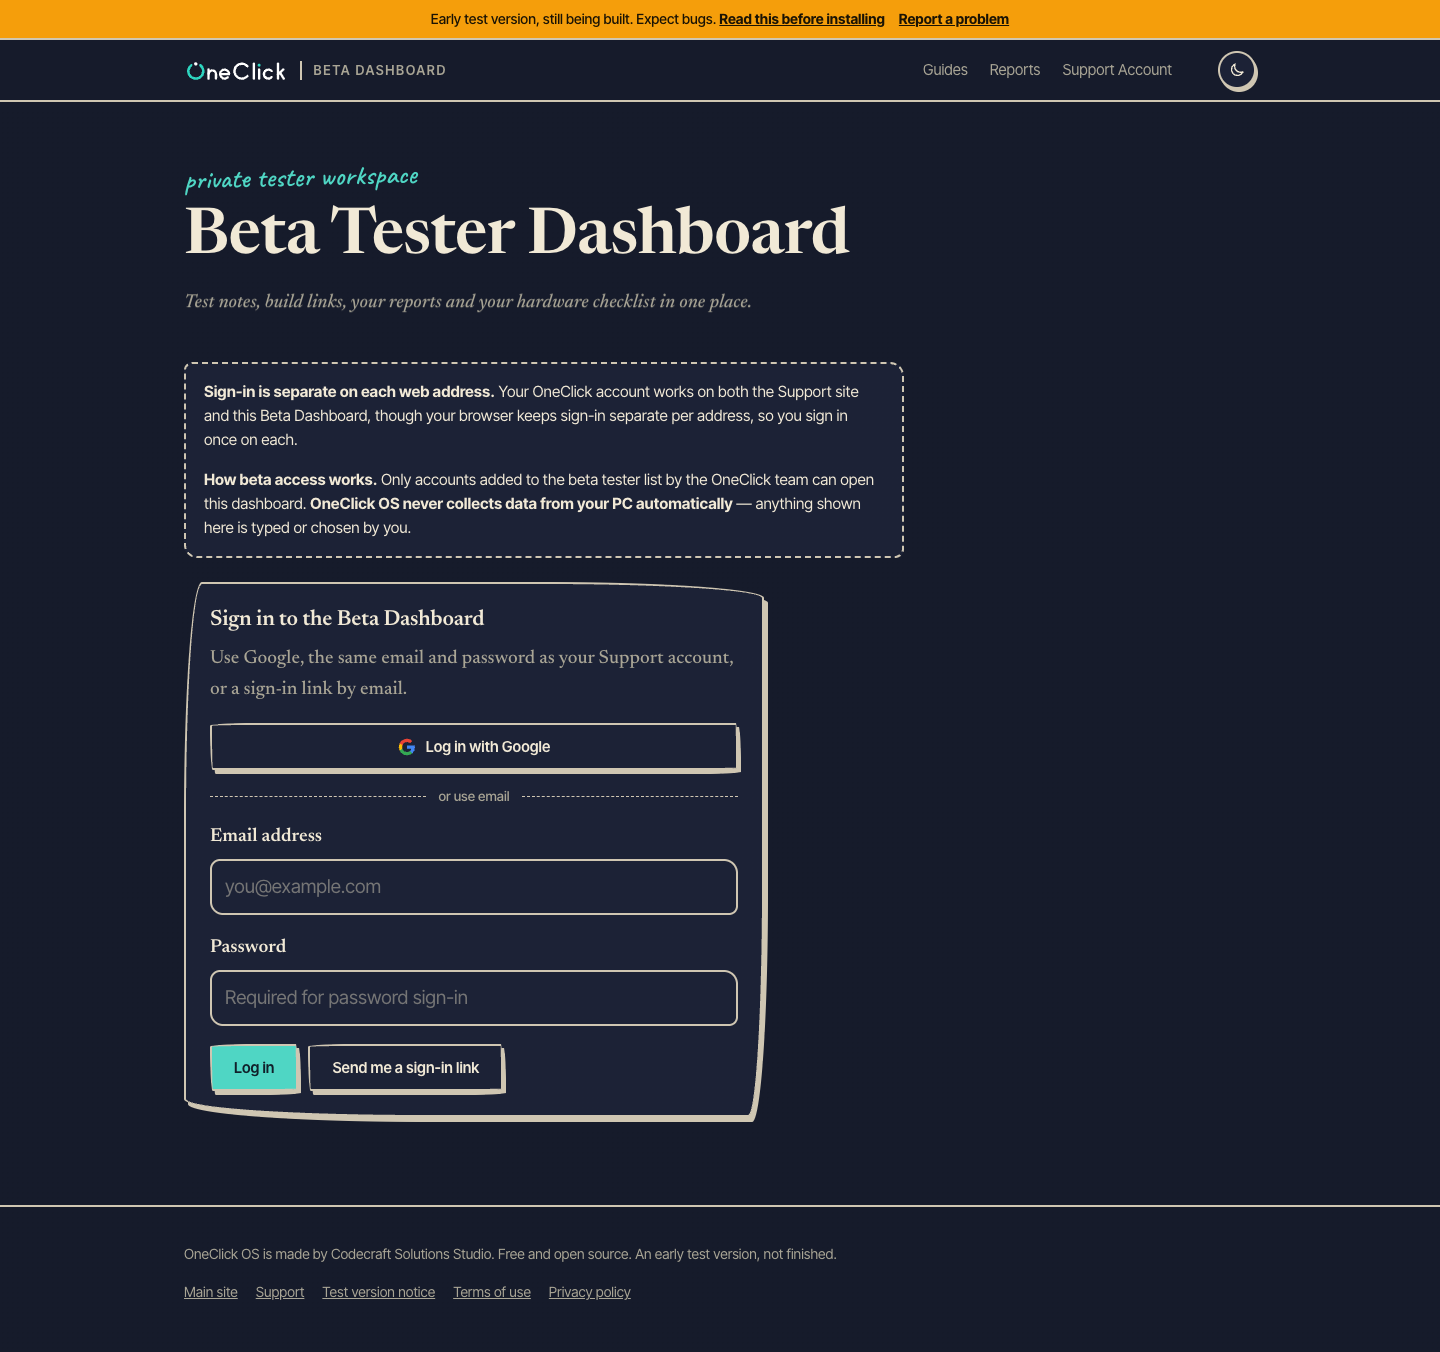 Early test version, still being built. Expect bugs. Read this before installing Report a problem
OneClick BETA DASHBOARD Guides Reports Support Account
private tester workspace
Beta Tester Dashboard
Test notes, build links, your reports and your hardware checklist in one place.
Sign-in is separate on each web address. Your OneClick account works on both the Support site
and this Beta Dashboard, though your browser keeps sign-in separate per address, so you sign in
once on each.
How beta access works. Only accounts added to the beta tester list by the OneClick team can open
this dashboard. OneClick OS never collects data from your PC automatically — anything shown
here is typed or chosen by you.
Sign in to the Beta Dashboard
Use Google, the same email and password as your Support account,
or a sign-in link by email.
Log in with Google
or use email
Email address
you@example.com
Password
Required for password sign-in
Log in Send me a sign-in link
OneClick OS is made by Codecraft Solutions Studio. Free and open source. An early test version, not finished.
Main site Support Test version notice Terms of use Privacy policy